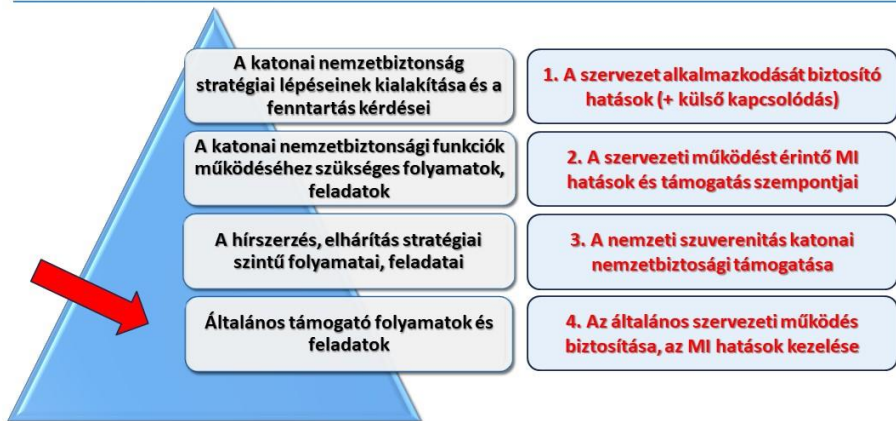 A katonai nemzetbiztonság
stratégiai lépéseinek kialakítása és a
fenntartás kérdései
1. A szervezet alkalmazkodását biztosító
hatások (+ külső kapcsolódás)
A katonai nemzetbiztonsági funkciók
működéséhez szükséges folyamatok,
feladatok
2. A szervezeti működést érintő MI
hatások és támogatás szempontjai
A hírszerzés, elhárítás stratégiai
szintű folyamatai, feladatai
3. A nemzeti szuverenitás katonai
nemzetbiztosági támogatása
Általános támogató folyamatok és
feladatok
4. Az általános szervezeti működés
biztosítása, az MI hatások kezelése